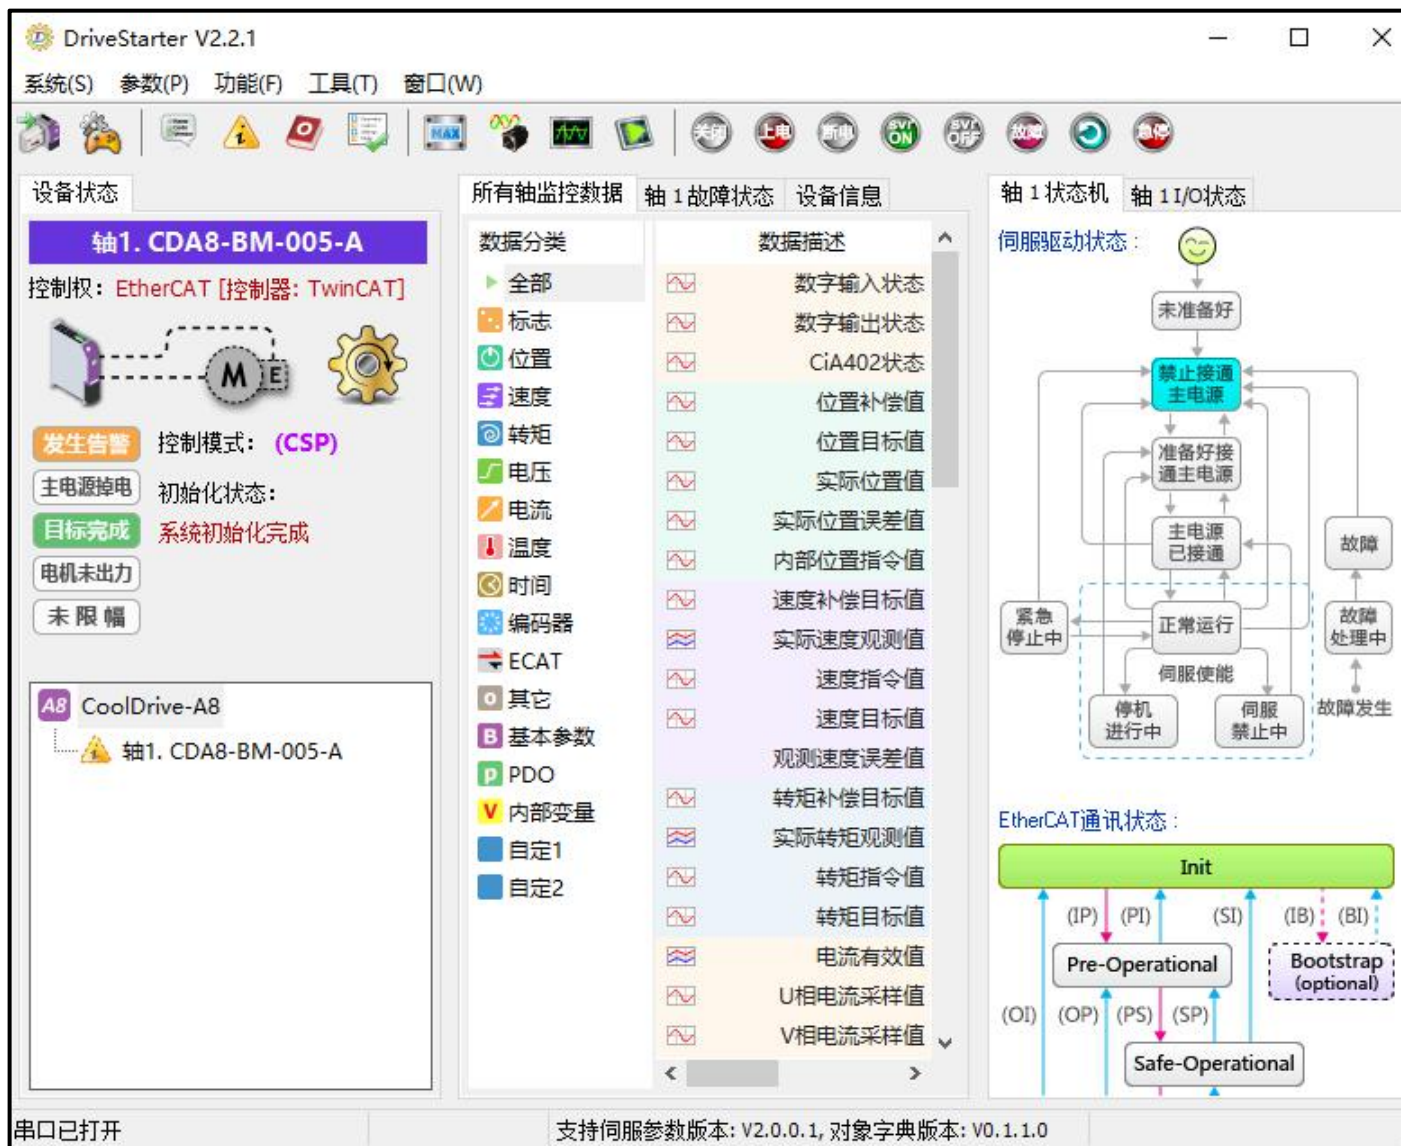 DriveStarter V2.2.1
系统(S) 参数(P) 功能(F) 工具(T) 窗口(W)
MAX 关闭 上电 断电 svr ON svr OFF 故障 急停
设备状态
轴1. CDA8-BM-005-A
控制权: EtherCAT [控制器: TwinCAT]
M E
发生告警 控制模式: (CSP)
主电源掉电 初始化状态:
目标完成 系统初始化完成
电机未出力
未 限 幅
A8 CoolDrive-A8
轴1. CDA8-BM-005-A
所有轴监控数据 轴 1 故障状态 设备信息
数据分类
全部
标志
位置
速度
转矩
电压
电流
温度
时间
编码器
ECAT
o 其它
B 基本参数
p PDO
V 内部变量
自定1
自定2
数据描述
数字输入状态
数字输出状态
CiA402状态
位置补偿值
位置目标值
实际位置值
实际位置误差值
内部位置指令值
速度补偿目标值
实际速度观测值
速度指令值
速度目标值
观测速度误差值
转矩补偿目标值
实际转矩观测值
转矩指令值
转矩目标值
电流有效值
U相电流采样值
V相电流采样值
轴 1 状态机 轴 1 I/O状态
伺服驱动状态 :
未准备好
禁止接通
主电源
准备好接
通主电源
主电源
已接通
故障
紧急
停止中
正常运行
故障
处理中
伺服使能
停机
进行中
伺服
禁止中
故障发生
EtherCAT通讯状态 :
Init
(IP) (PI) (SI) (IB) (BI)
Pre-Operational
Bootstrap
(optional)
(OI) (OP) (PS) (SP)
Safe-Operational
串口已打开
支持伺服参数版本: V2.0.0.1, 对象字典版本: V0.1.1.0